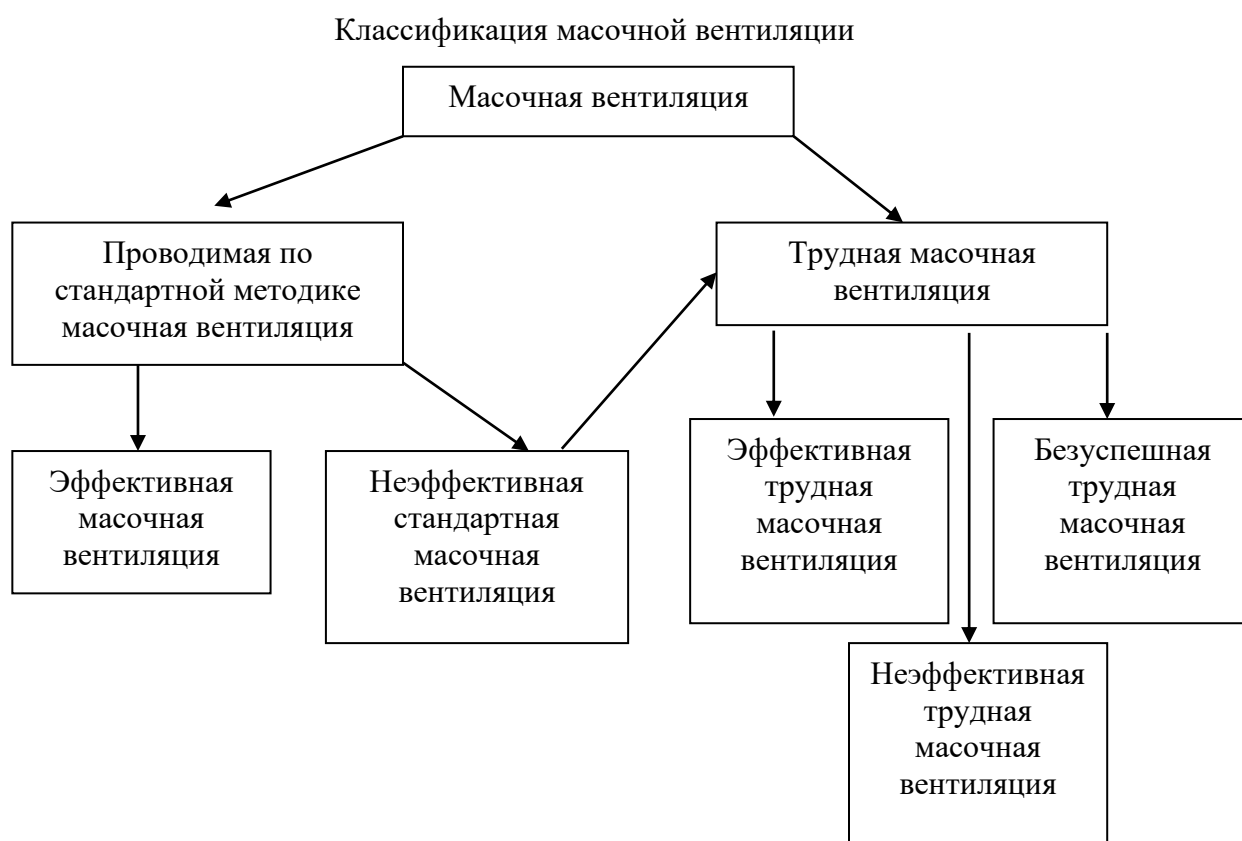 Классификация масочной вентиляции
Масочная вентиляция
Проводимая по
стандартной методике
масочная вентиляция
Трудная масочная
вентиляция
Эффективная
масочная
вентиляция
Неэффективная
стандартная
масочная
вентиляция
Эффективная
трудная
масочная
вентиляция
Безуспешная
трудная
масочная
вентиляция
Неэффективная
трудная
масочная
вентиляция